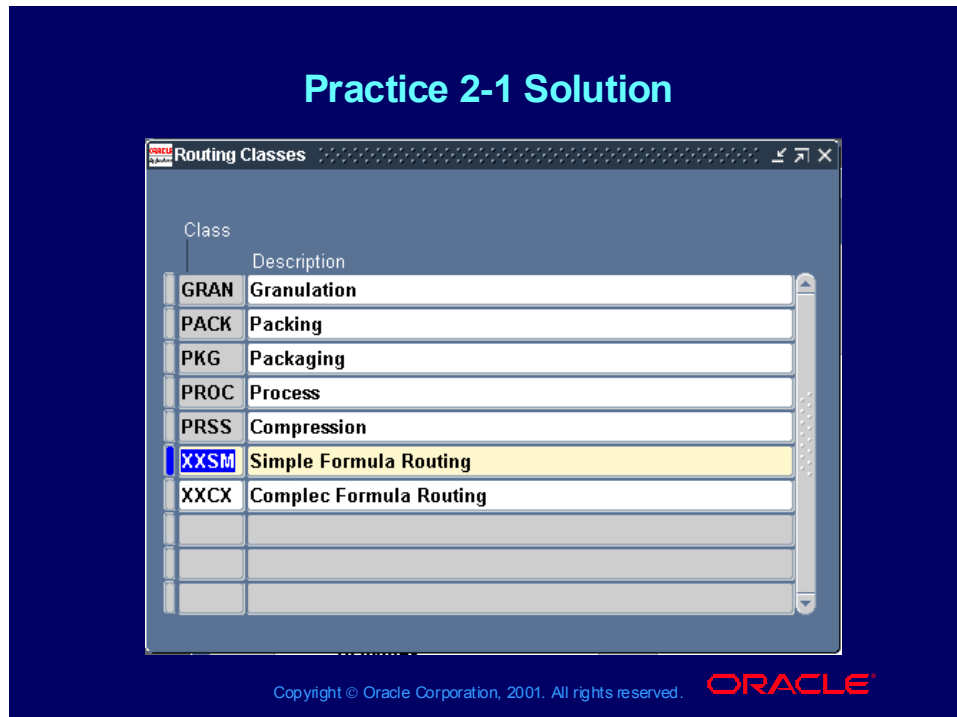 Practice 2-1 Solution
Routing Classes
Class
Description
GRAN Granulation
PACK Packing
PKG Packaging
PROC Process
PRSS Compression
XXSM Simple Formula Routing
XXCX Complec Formula Routing
Copyright © Oracle Corporation, 2001. All rights reserved.
ORACLE